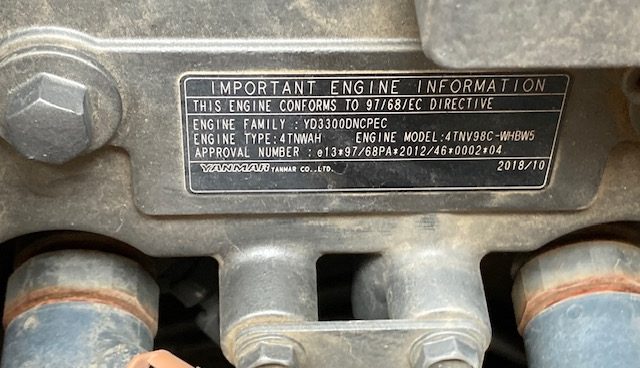 IMPORTANT ENGINE INFORMATION
THIS ENGINE CONFORMS TO 97/68/EC DIRECTIVE
ENGINE FAMILY : YD3300DNCPEC
ENGINE TYPE:4TNWAH ENGINE MODEL:4TNV98C-WHBW5
APPROVAL NUMBER : e13*97/68PA*2012/46*0002*04
YANMAR YANMAR CO.,LTD. 2018/10